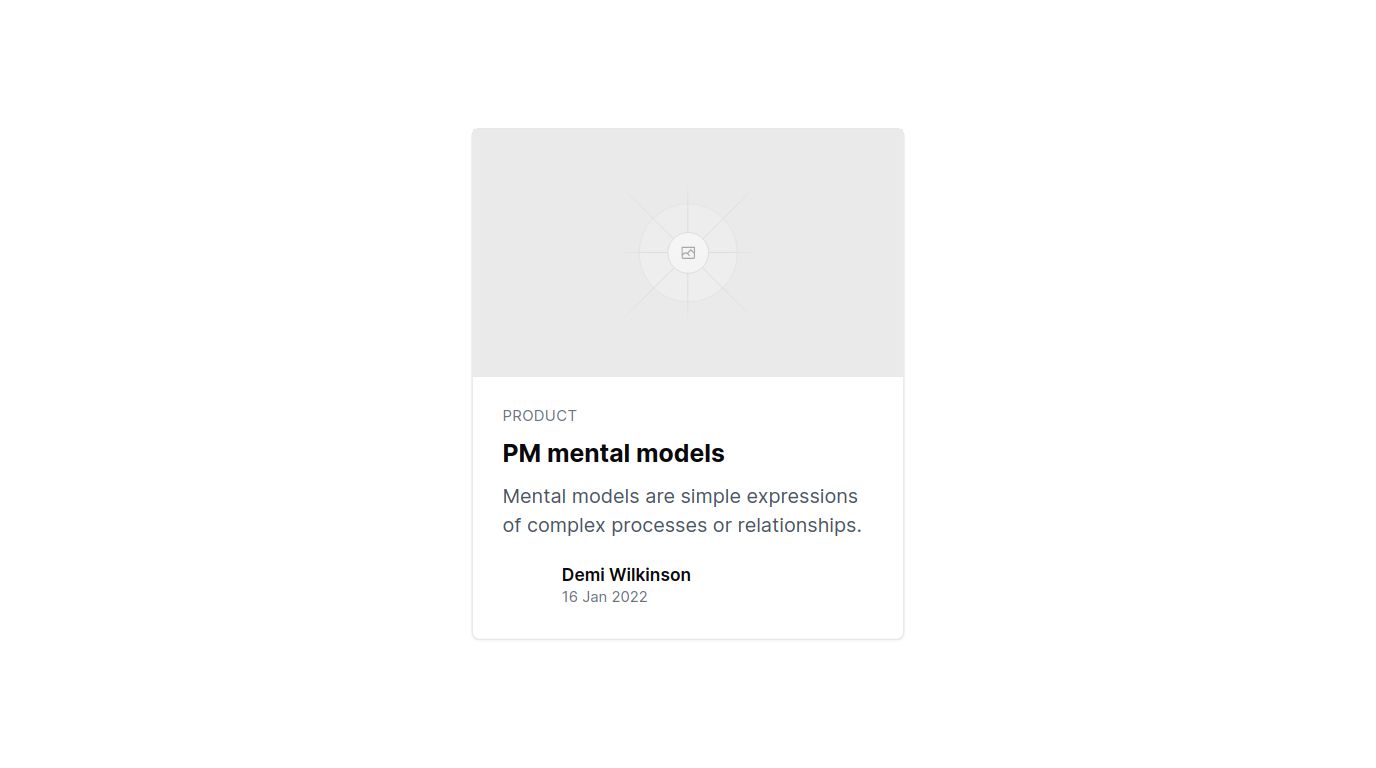 PRODUCT
PM mental models
Mental models are simple expressions
of complex processes or relationships.
Demi Wilkinson
16 Jan 2022